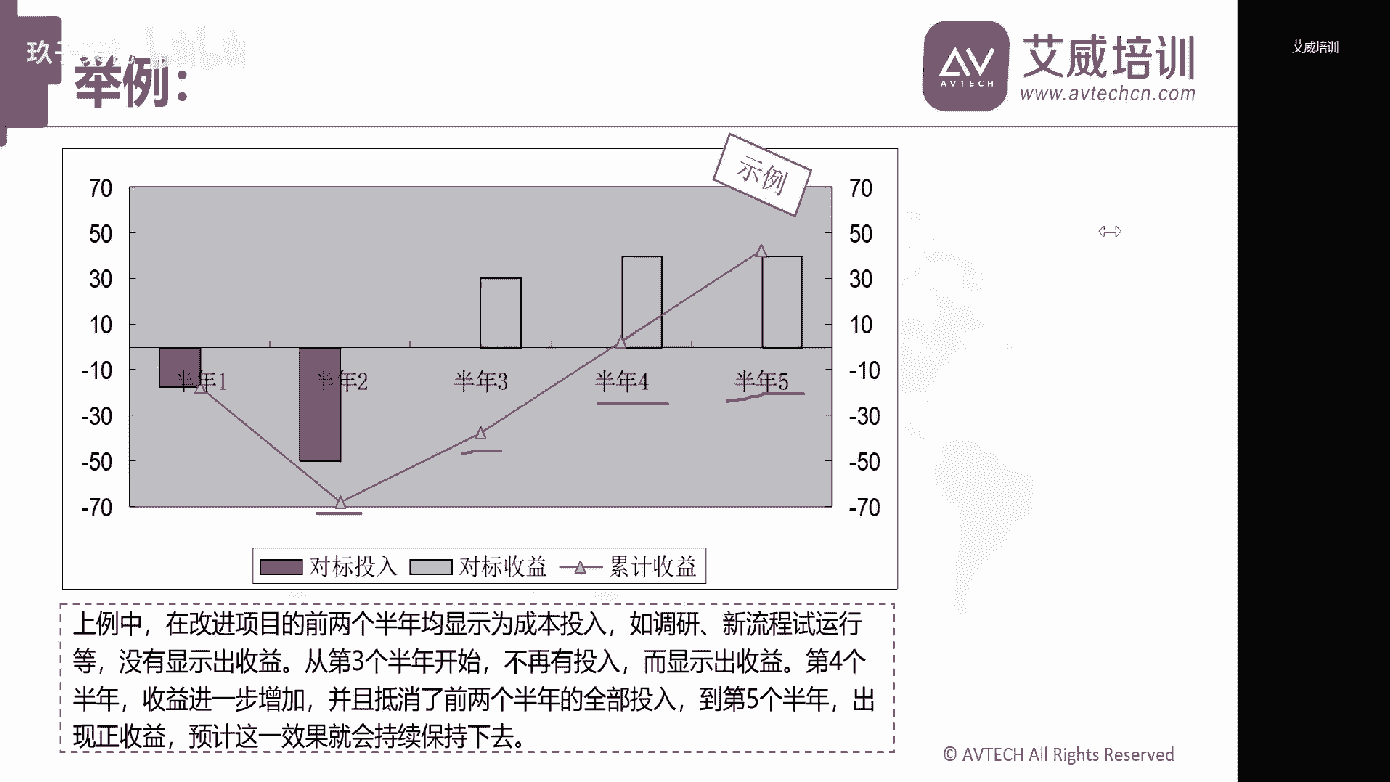 举例：
AVTECH
艾威培训
www.avtechcn.com
艾威培训
示例
70
50
30
10
-10
-30
-50
-70
70
50
30
10
-10
-30
-50
-70
半年1
半年2
半年3
半年4
半年5
对标投入
对标收益
累计收益
上例中，在改进项目的前两个半年均显示为成本投入，如调研、新流程试运行
等，没有显示出收益。从第3个半年开始，不再有投入，而显示出收益。第4个
半年，收益进一步增加，并且抵消了前两个半年的全部投入，到第5个半年，出
现正收益，预计这一效果就会持续保持下去。
© AVTECH All Rights Reserved